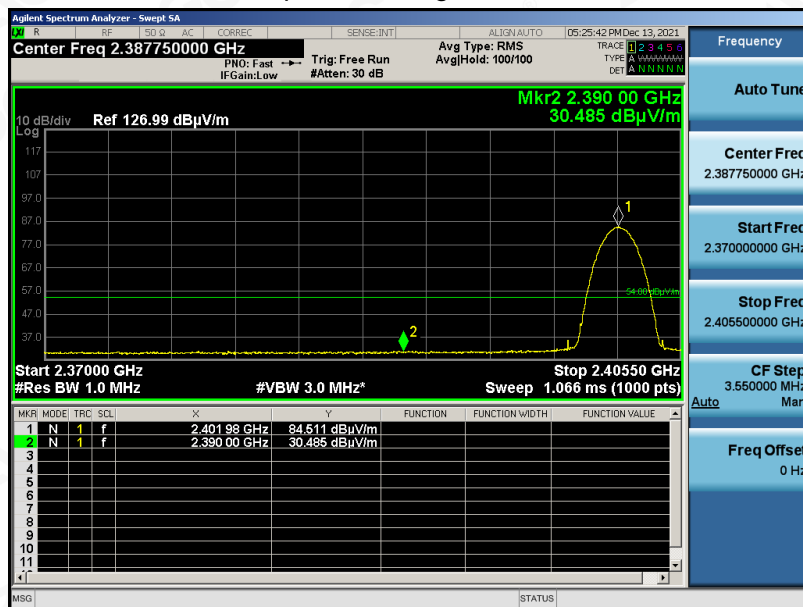 Agilent Spectrum Analyzer - Swept SA
LXI R RF 50 Ω AC CORREC SENSE:INT ALIGN AUTO 05:25:42 PM Dec 13, 2021
Center Freq 2.387750000 GHz
PNO: Fast
IFGain:Low
Trig: Free Run
#Atten: 30 dB
Avg Type: RMS
Avg|Hold: 100/100
TRACE 1 2 3 4 5 6
TYPE A
DET A N N N N N
Mkr2 2.390 00 GHz
30.485 dBµV/m
10 dB/div Ref 126.99 dBµV/m
Log
117
107
97.0
87.0
77.0
67.0
57.0
47.0
37.0
1
54.00 dBµV/m
2
Start 2.37000 GHz Stop 2.40550 GHz
#Res BW 1.0 MHz #VBW 3.0 MHz* Sweep 1.066 ms (1000 pts)
MKR MODE TRC SCL X Y FUNCTION FUNCTION WIDTH FUNCTION VALUE
1 N 1 f 2.401 98 GHz 84.511 dBµV/m
2 N 1 f 2.390 00 GHz 30.485 dBµV/m
3
4
5
6
7
8
9
10
11
MSG STATUS
Frequency
Auto Tune
Center Freq
2.387750000 GHz
Start Freq
2.370000000 GHz
Stop Freq
2.405500000 GHz
CF Step
3.550000 MHz
Auto Man
Freq Offset
0 Hz